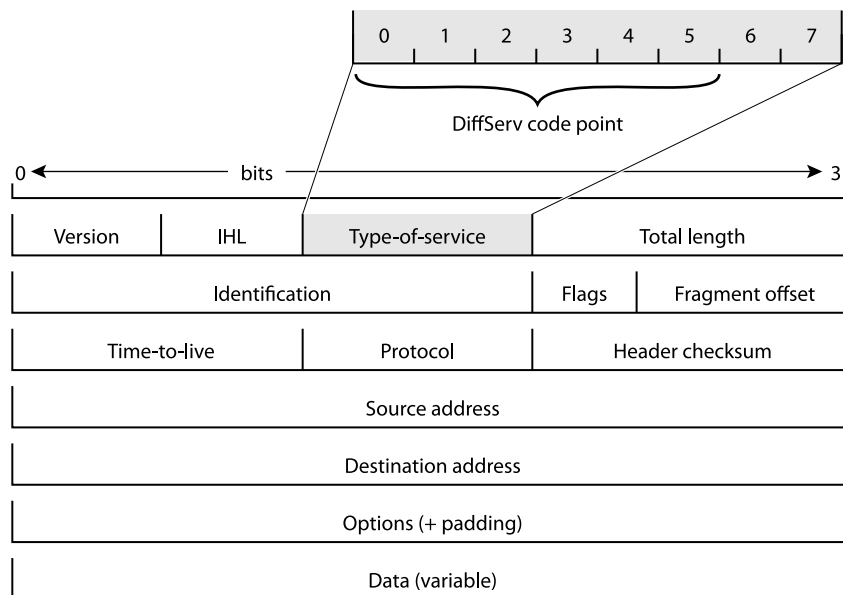 0 1 2 3 4 5 6 7
DiffServ code point
0 bits 3
Version IHL Type-of-service Total length
Identification Flags Fragment offset
Time-to-live Protocol Header checksum
Source address
Destination address
Options (+ padding)
Data (variable)